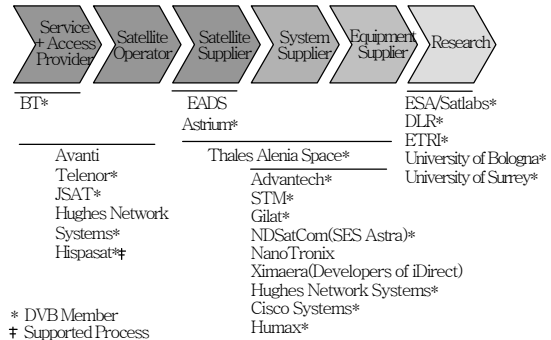 Service
+ Access
Provider
Satellite
Operator
Satellite
Supplier
System
Supplier
Equipment
Supplier
Research
BT*
EADS
Astrium*
ESA/Satlabs*
DLR*
ETRI*
University of Bologna*
University of Surrey*
Avanti
Telenor*
JSAT*
Hughes Network
Systems*
Hispasat*‡
Thales Alenia Space*
Advantech*
STM*
Gilat*
NDSatCom(SES Astra)*
NanoTronix
Ximaera(Developers of iDirect)
Hughes Network Systems*
Cisco Systems*
Humax*
* DVB Member
‡ Supported Process